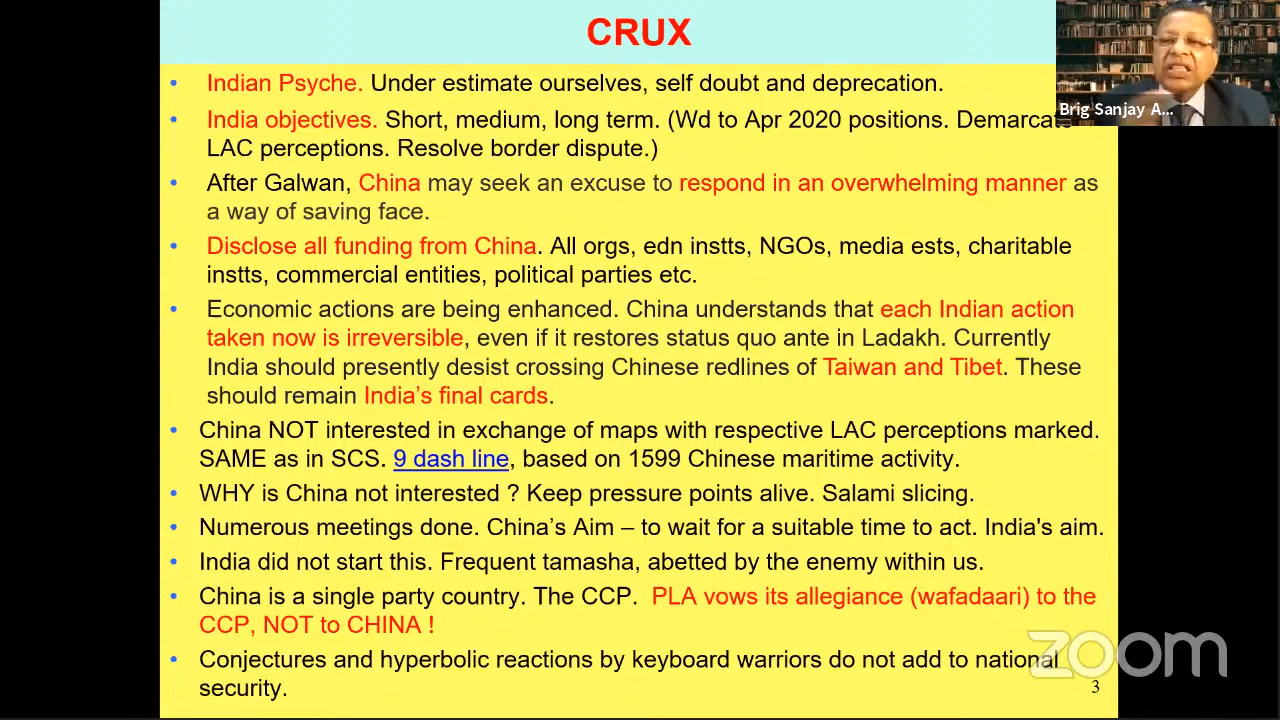 CRUX
Brig Sanjay A...
• Indian Psyche. Under estimate ourselves, self doubt and deprecation.
• India objectives. Short, medium, long term. (Wd to Apr 2020 positions. Demarcate
LAC perceptions. Resolve border dispute.)
• After Galwan, China may seek an excuse to respond in an overwhelming manner as
a way of saving face.
• Disclose all funding from China. All orgs, edn instts, NGOs, media ests, charitable
instts, commercial entities, political parties etc.
• Economic actions are being enhanced. China understands that each Indian action
taken now is irreversible, even if it restores status quo ante in Ladakh. Currently
India should presently desist crossing Chinese redlines of Taiwan and Tibet. These
should remain India’s final cards.
• China NOT interested in exchange of maps with respective LAC perceptions marked.
SAME as in SCS. 9 dash line, based on 1599 Chinese maritime activity.
• WHY is China not interested ? Keep pressure points alive. Salami slicing.
• Numerous meetings done. China’s Aim – to wait for a suitable time to act. India's aim.
• India did not start this. Frequent tamasha, abetted by the enemy within us.
• China is a single party country. The CCP. PLA vows its allegiance (wafadaari) to the
CCP, NOT to CHINA !
• Conjectures and hyperbolic reactions by keyboard warriors do not add to national
security.
zoom
3